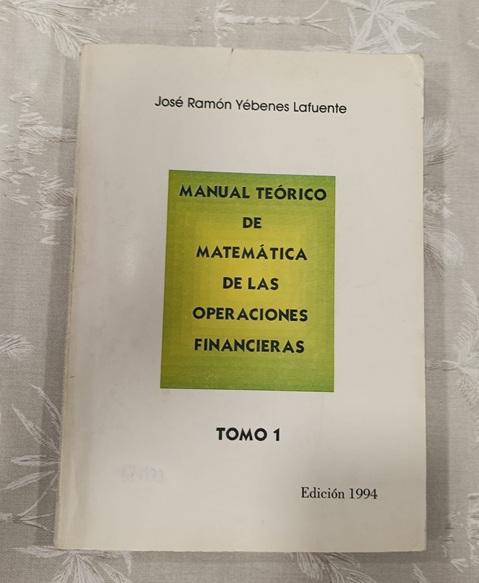 José Ramón Yébenes Lafuente
MANUAL TEÓRICO
DE
MATEMÁTICA
DE LAS
OPERACIONES
FINANCIERAS
TOMO 1
Edición 1994